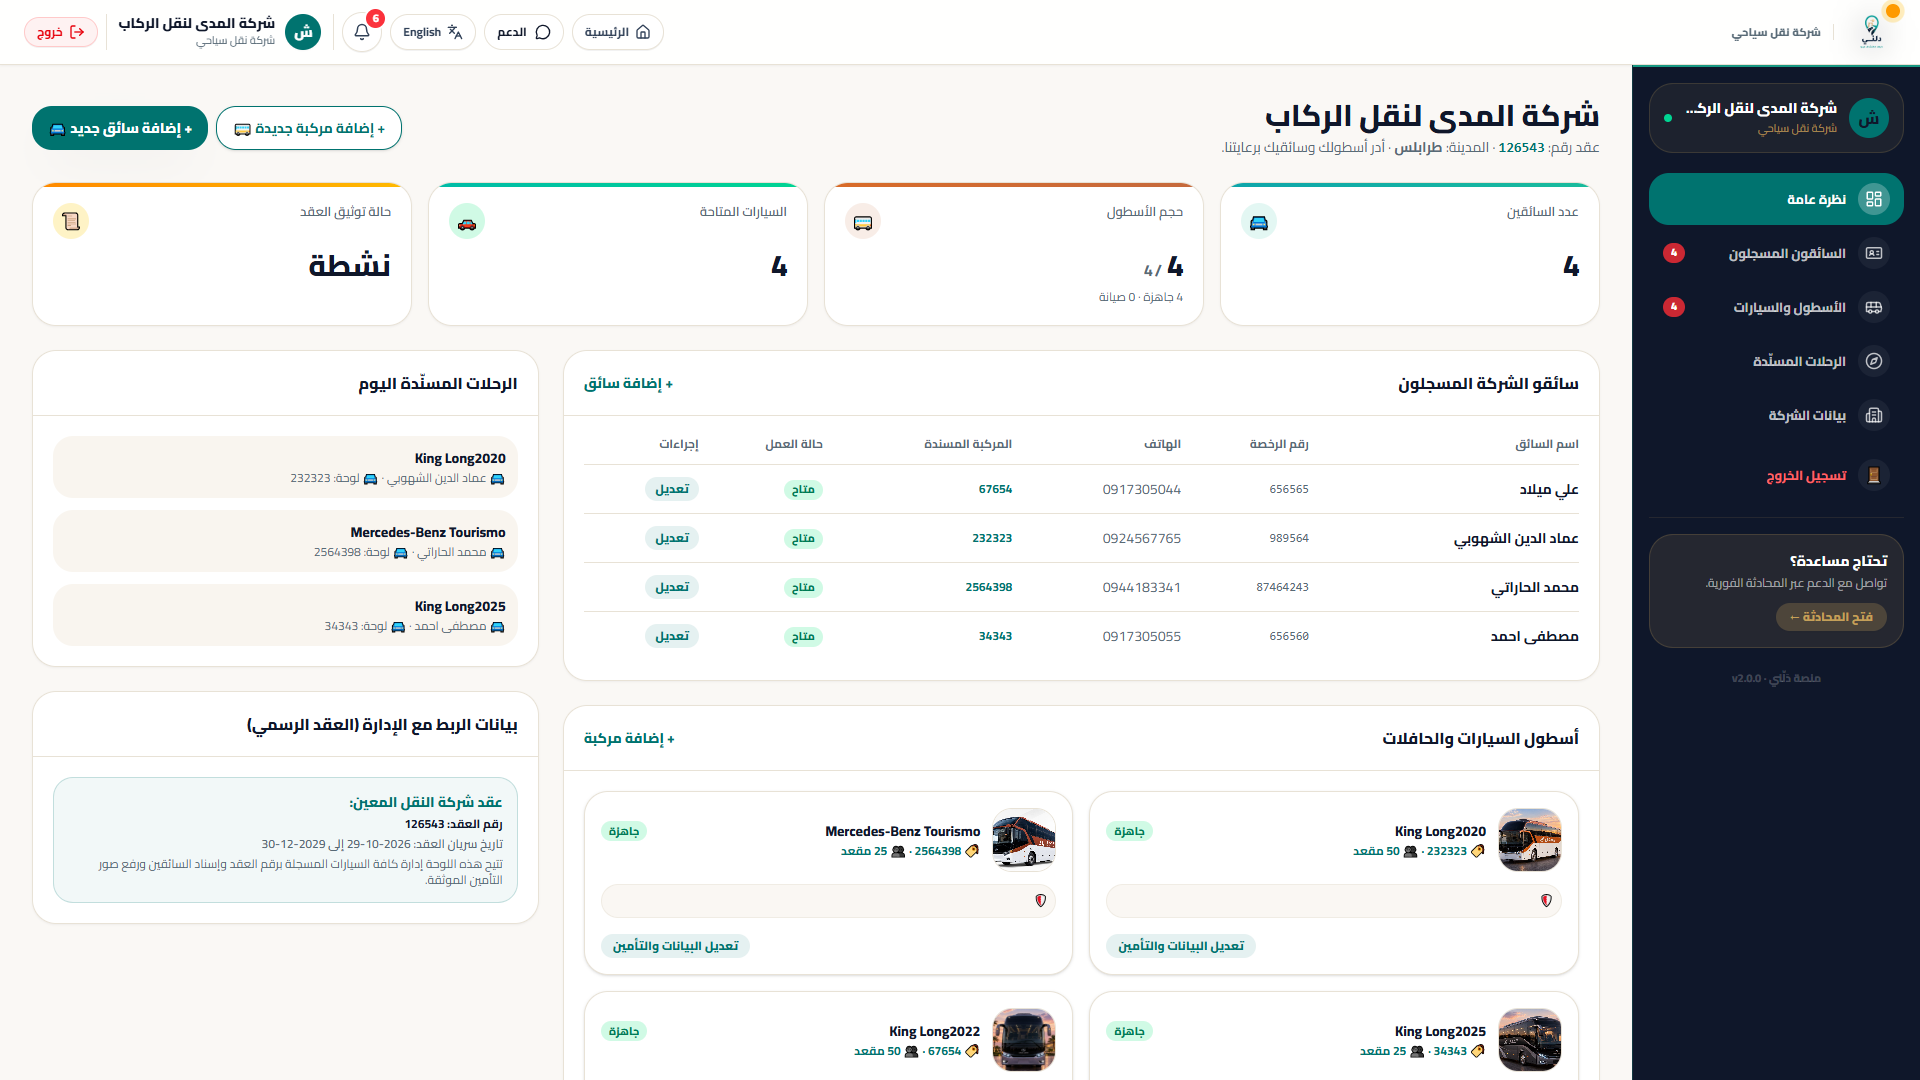 دلني
شركة نقل سياحي
الرئيسية
الدعم
English
6
ش
شركة المدى لنقل الركاب
شركة نقل سياحي
خروج
ش
شركة المدى لنقل الركـ...
شركة نقل سياحي
نظرة عامة
السائقون المسجلون
4
الأسطول والسيارات
4
الرحلات المسنّدة
بيانات الشركة
تسجيل الخروج
تحتاج مساعدة؟
تواصل مع الدعم عبر المحادثة الفورية.
فتح المحادثة ←
منصة دلّني · v2.0.0
شركة المدى لنقل الركاب
عقد رقم: 126543 · المدينة: طرابلس · أدر أسطولك وسائقيك برعايتنا.
+ إضافة مركبة جديدة
+ إضافة سائق جديد
عدد السائقين
4
حجم الأسطول
4 / 4
4 جاهزة · 0 صيانة
السيارات المتاحة
4
حالة توثيق العقد
نشطة
سائقو الشركة المسجلون
+ إضافة سائق
اسم السائق رقم الرخصة الهاتف المركبة المسندة حالة العمل إجراءات
علي ميلاد 656565 0917305044 67654 متاح تعديل
عماد الدين الشهوبي 989564 0924567765 232323 متاح تعديل
محمد الحاراتي 87464243 0944183341 2564398 متاح تعديل
مصطفى احمد 656560 0917305055 34343 متاح تعديل
أسطول السيارات والحافلات
+ إضافة مركبة
King Long2020
232323 · 50 مقعد
جاهزة
تعديل البيانات والتأمين
Mercedes-Benz Tourismo
2564398 · 25 مقعد
جاهزة
تعديل البيانات والتأمين
King Long2025
34343 · 25 مقعد
جاهزة
King Long2022
67654 · 50 مقعد
جاهزة
الرحلات المسنّدة اليوم
King Long2020
عماد الدين الشهوبي · لوحة: 232323
Mercedes-Benz Tourismo
محمد الحاراتي · لوحة: 2564398
King Long2025
مصطفى احمد · لوحة: 34343
بيانات الربط مع الإدارة (العقد الرسمي)
عقد شركة النقل المعين:
رقم العقد: 126543
تاريخ سريان العقد: 2026-10-29 إلى 2029-12-30
تتيح هذه اللوحة إدارة كافة السيارات المسجلة برقم العقد وإسناد السائقين ورفع صور
التأمين الموثقة.